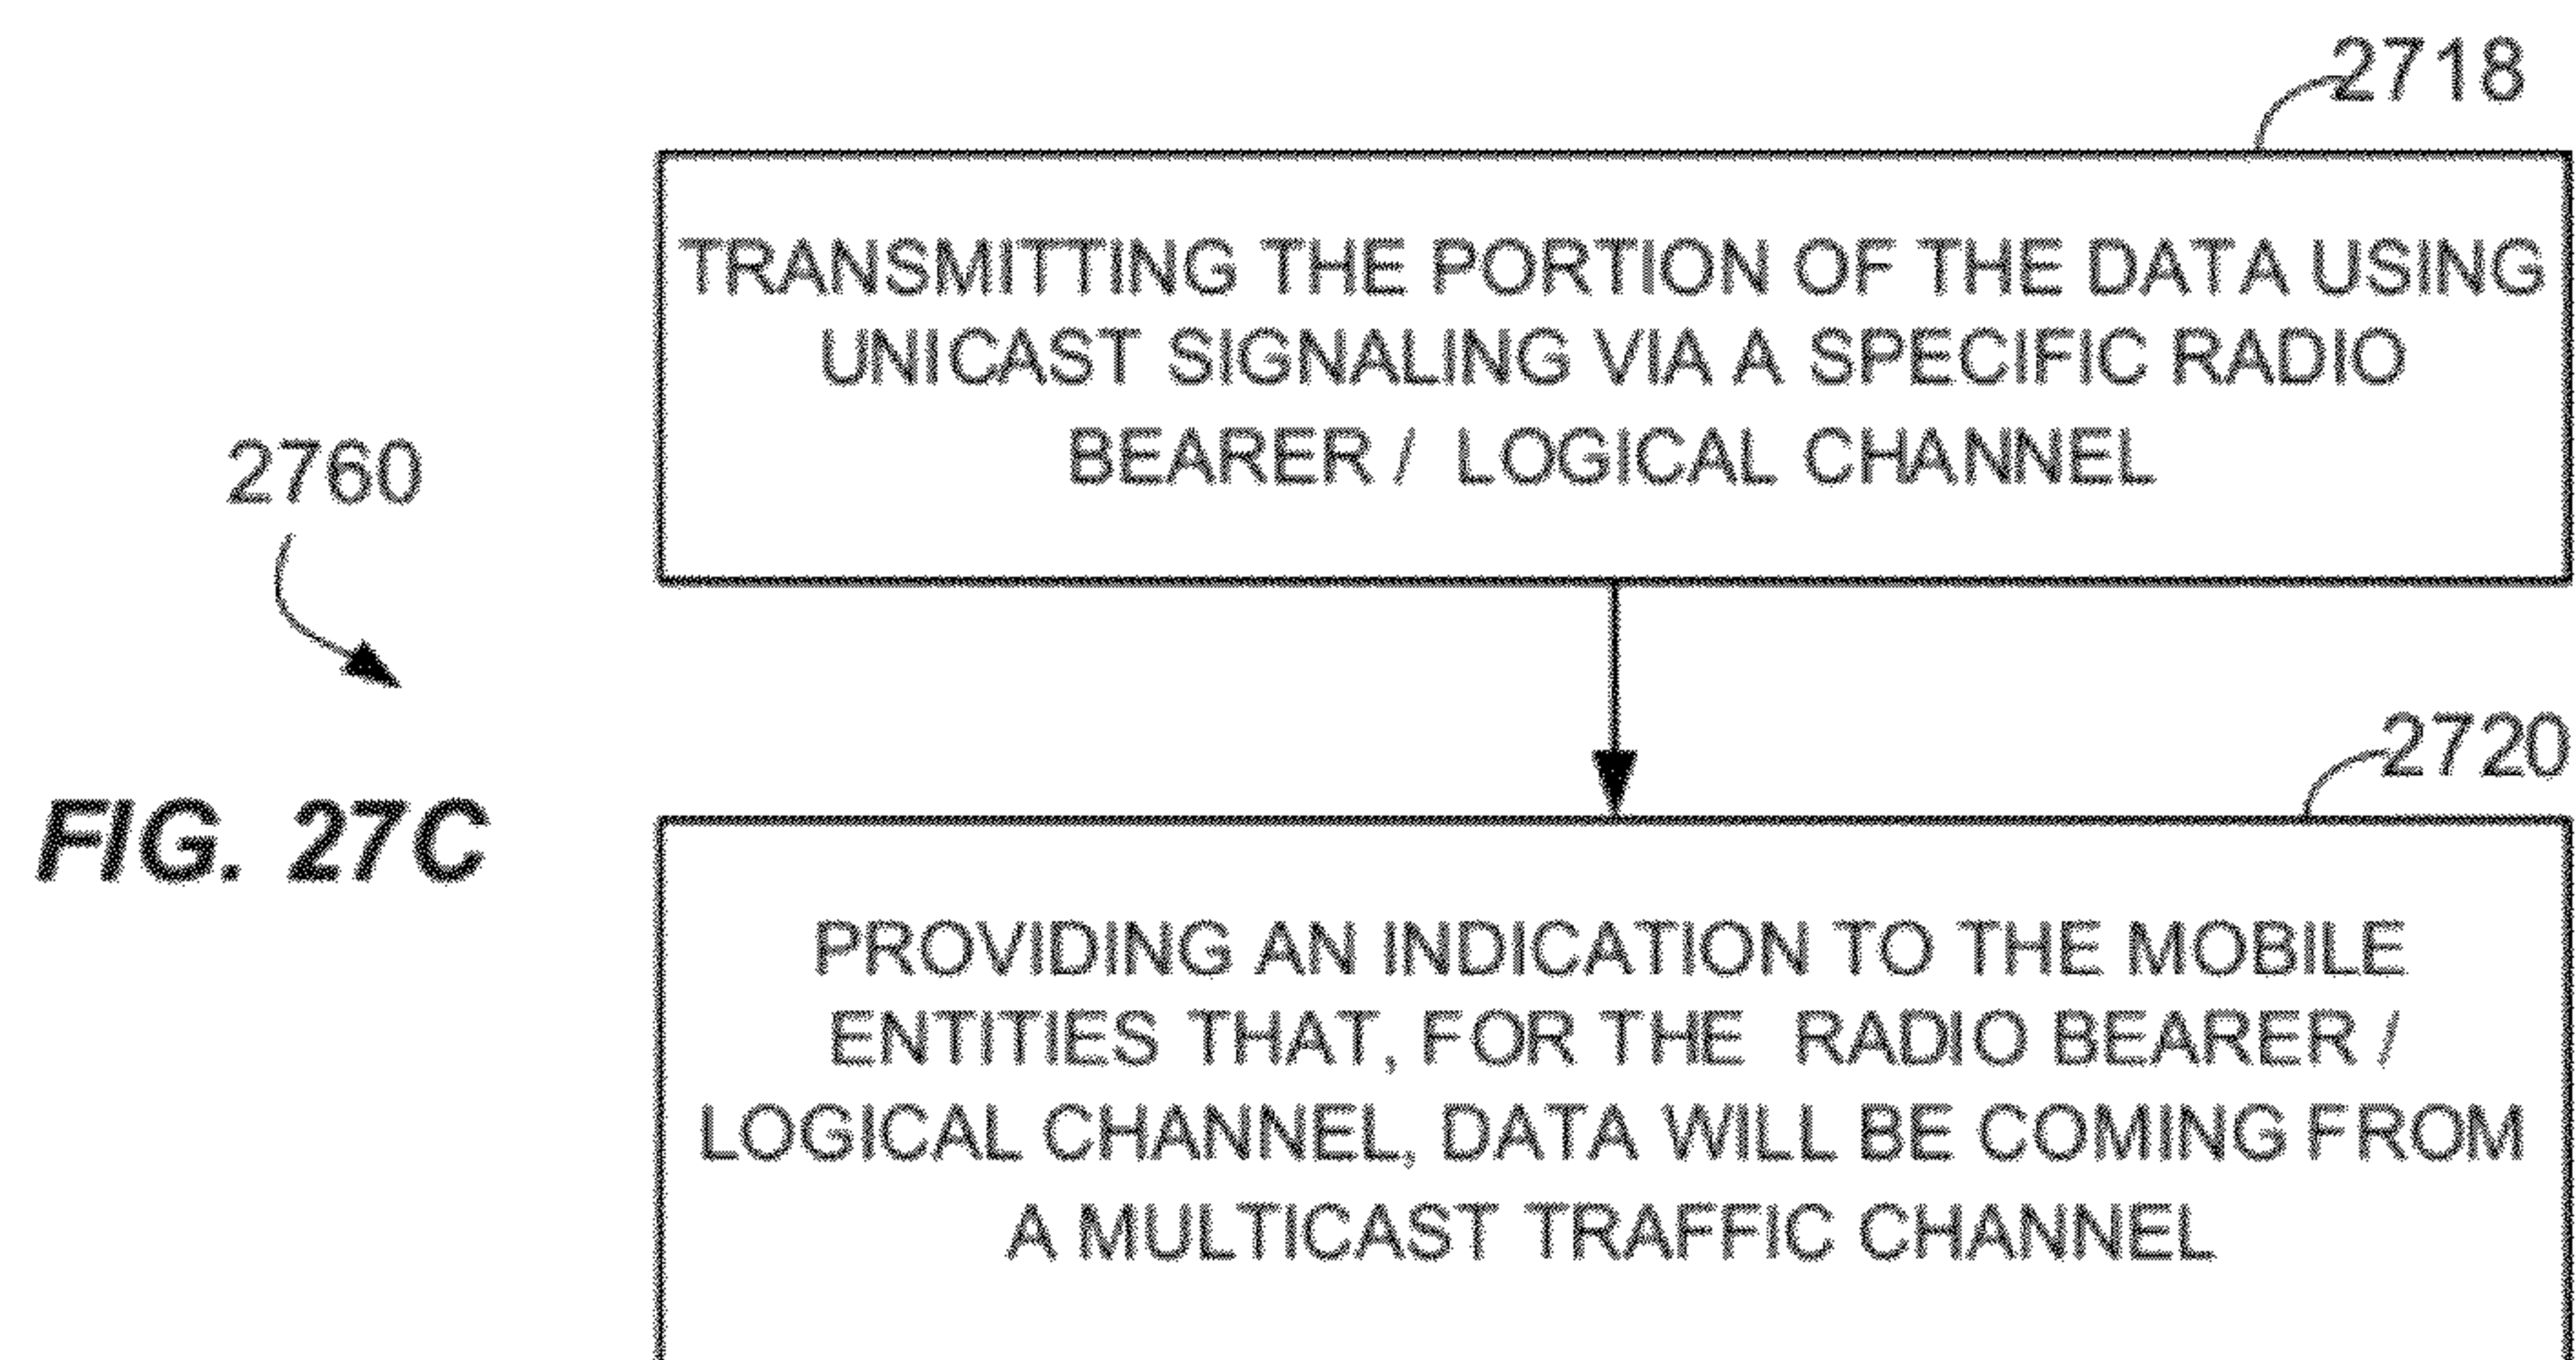 2718
TRANSMITTING THE PORTION OF THE DATA USING
UNICAST SIGNALING VIA A SPECIFIC RADIO
BEARER / LOGICAL CHANNEL
2760
2720
FIG. 27C
PROVIDING AN INDICATION TO THE MOBILE
ENTITIES THAT, FOR THE RADIO BEARER /
LOGICAL CHANNEL, DATA WILL BE COMING FROM
A MULTICAST TRAFFIC CHANNEL